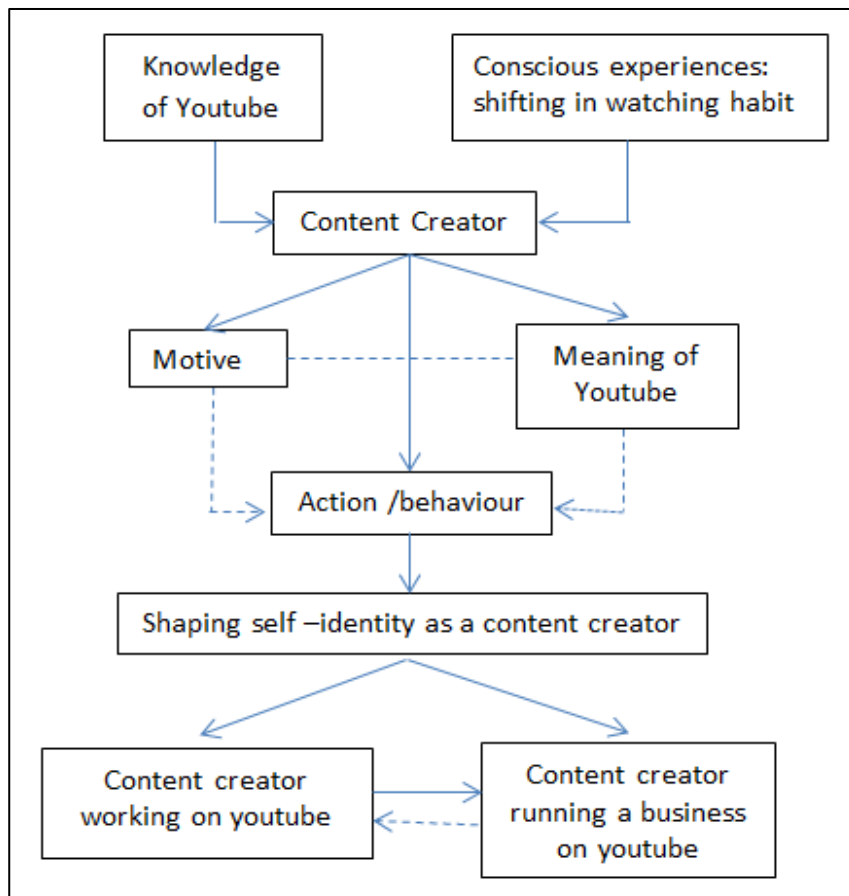 Knowledge
of Youtube
Conscious experiences:
shifting in watching habit
Content Creator
Motive
Meaning of
Youtube
Action /behaviour
Shaping self –identity as a content creator
Content creator
working on youtube
Content creator
running a business
on youtube